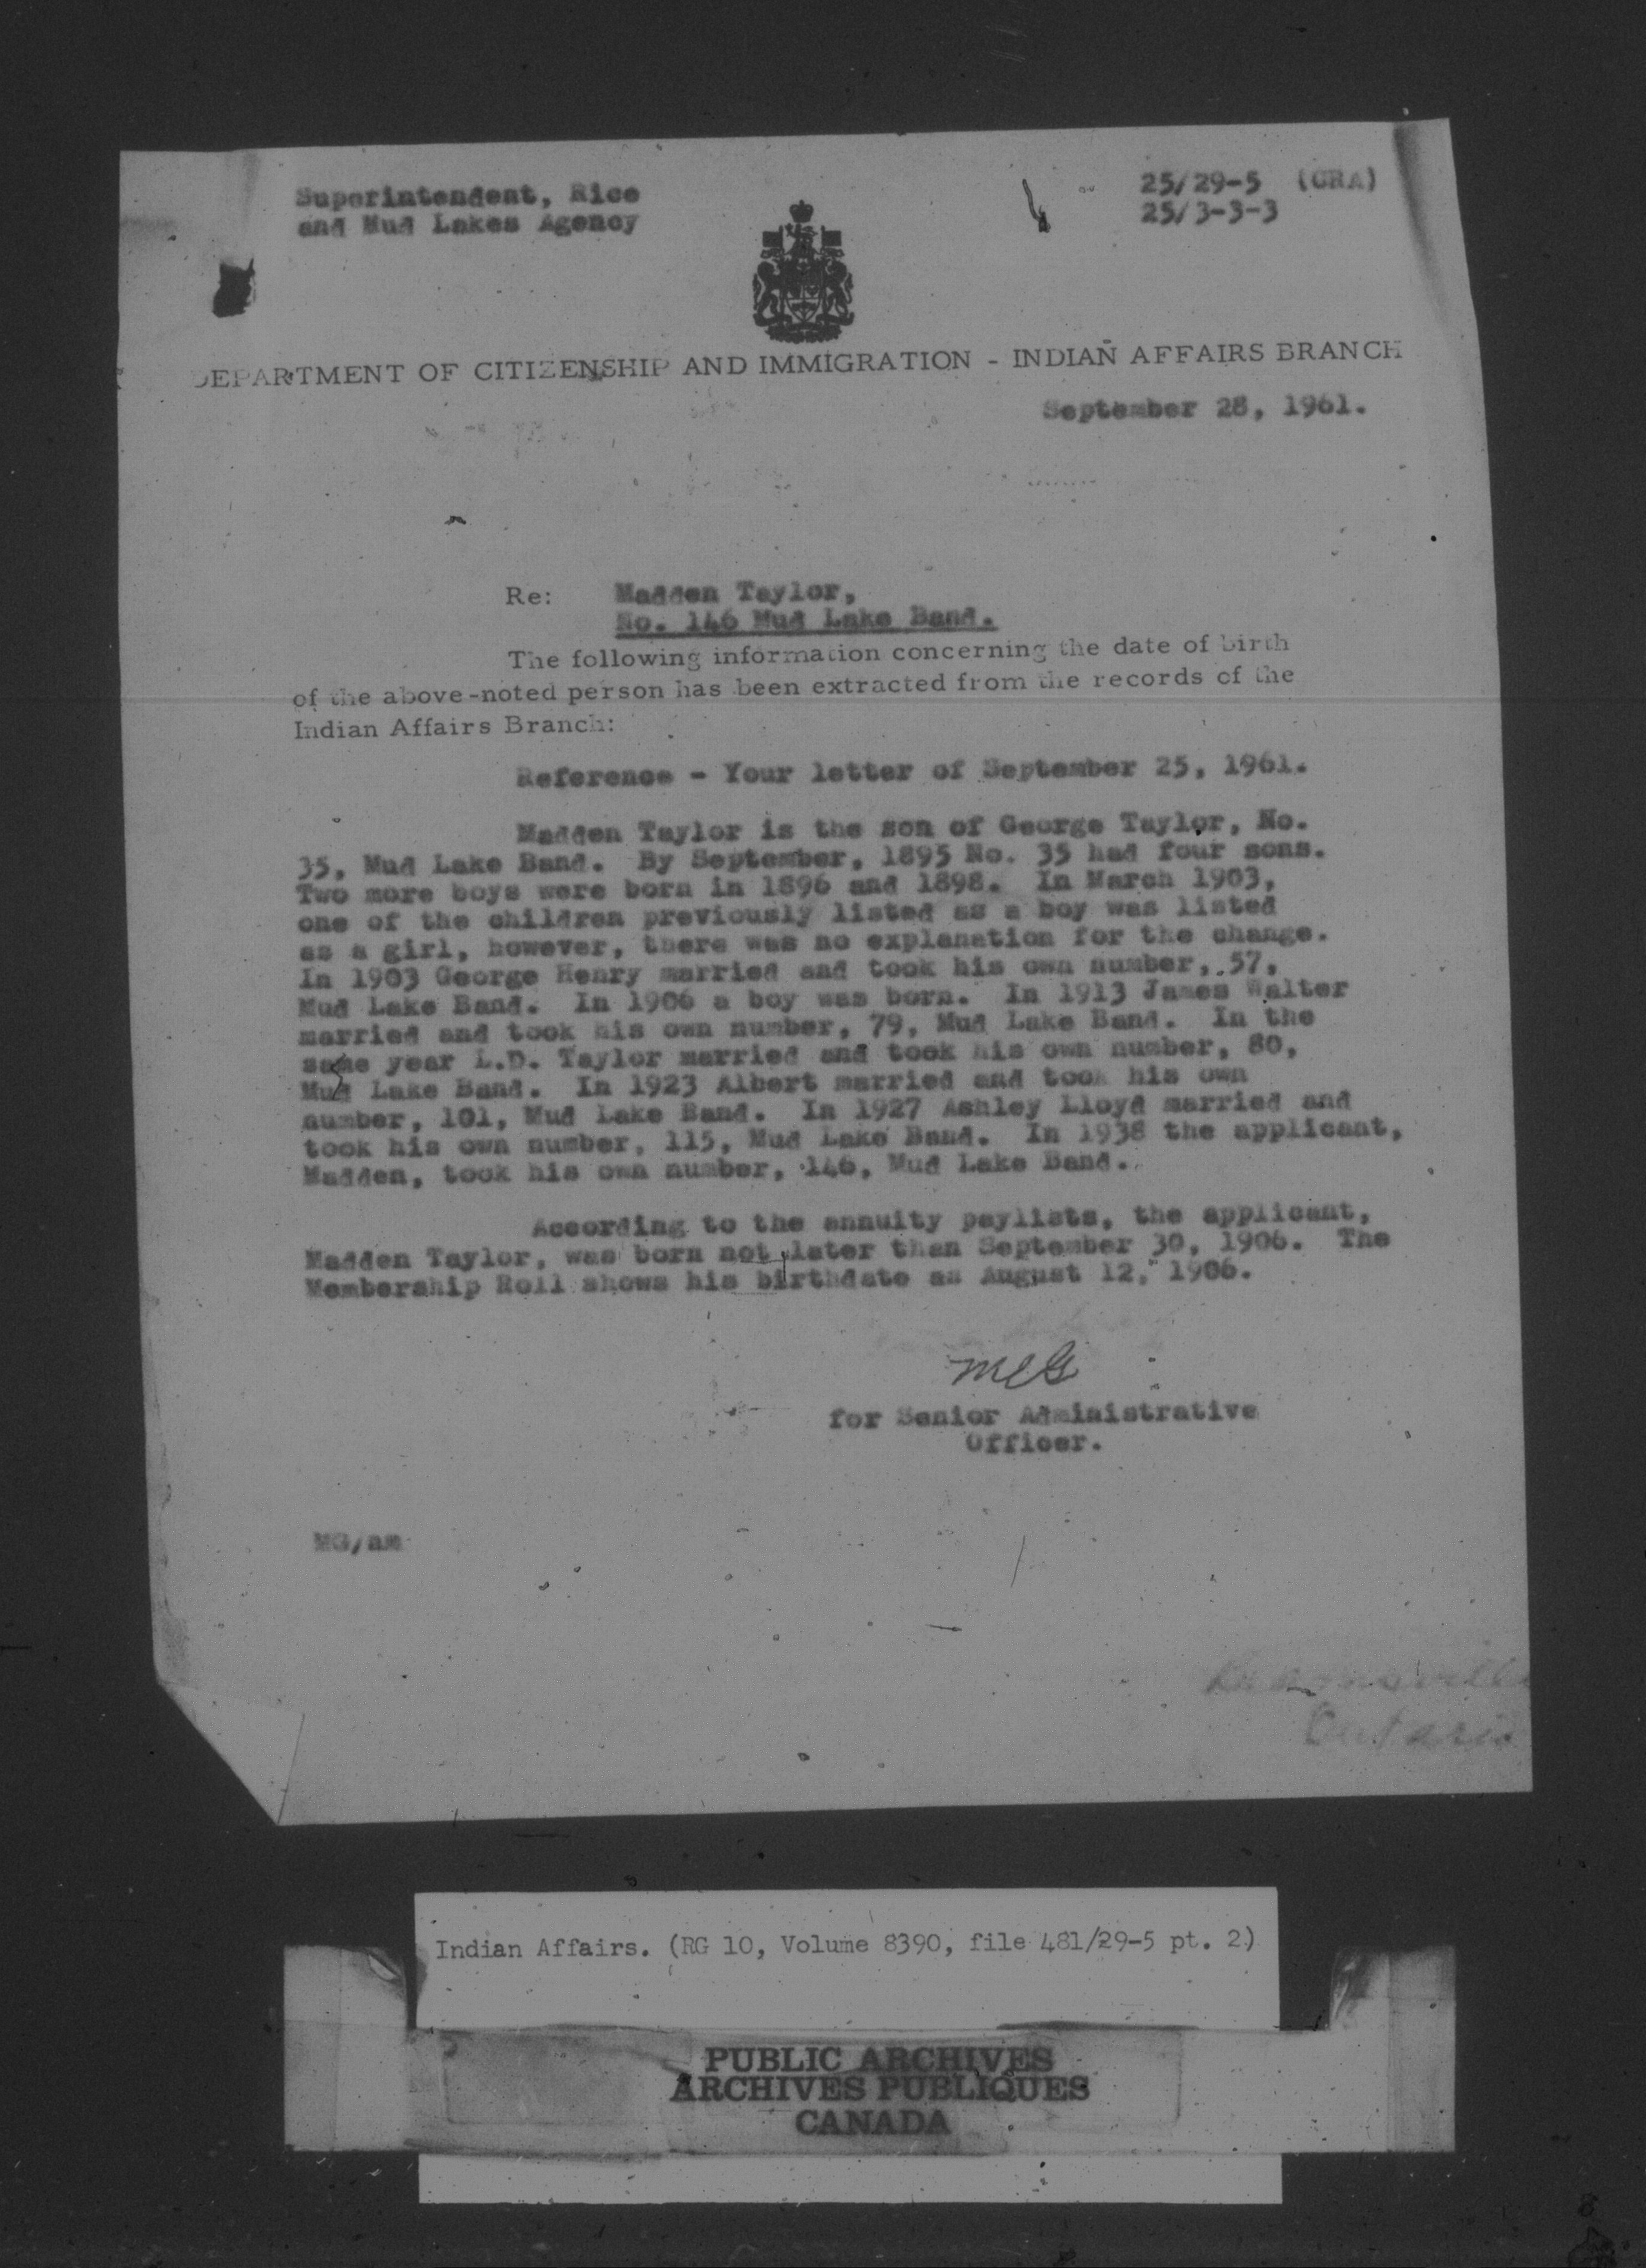 Superintendent, Rice
and Mud Lakes Agency
25/29-5 (GRA)
25/3-3-3
DEPARTMENT OF CITIZENSHIP AND IMMIGRATION - INDIAN AFFAIRS BRANCH
September 28, 1961.
Re: Madden Taylor,
No. 146 Mud Lake Band.
The following information concerning the date of birth
of the above-noted person has been extracted from the records of the
Indian Affairs Branch:
Reference - Your letter of September 25, 1961.
Madden Taylor is the son of George Taylor, No.
35, Mud Lake Band. By September, 1895 No. 35 had four sons.
Two more boys were born in 1896 and 1898. In March 1903,
one of the children previously listed as a boy was listed
as a girl, however, there was no explanation for the change.
In 1903 George Henry married and took his own number, 57,
Mud Lake Band. In 1906 a boy was born. In 1913 James Walter
married and took his own number, 79, Mud Lake Band. In the
same year L.D. Taylor married and took his own number, 80,
Mud Lake Band. In 1923 Albert married and took his own
number, 101, Mud Lake Band. In 1927 Ashley Lloyd married and
took his own number, 115, Mud Lake Band. In 1938 the applicant,
Madden, took his own number, 146, Mud Lake Band.
According to the annuity paylists, the applicant,
Madden Taylor, was born not later than September 30, 1906. The
Membership Roll shows his birthdate as August 12, 1906.
McG
for Senior Administrative
Officer.
MG/am
Ontario
Indian Affairs. (RG 10, Volume 8390, file 481/29-5 pt. 2)
PUBLIC ARCHIVES
ARCHIVES PUBLIQUES
CANADA